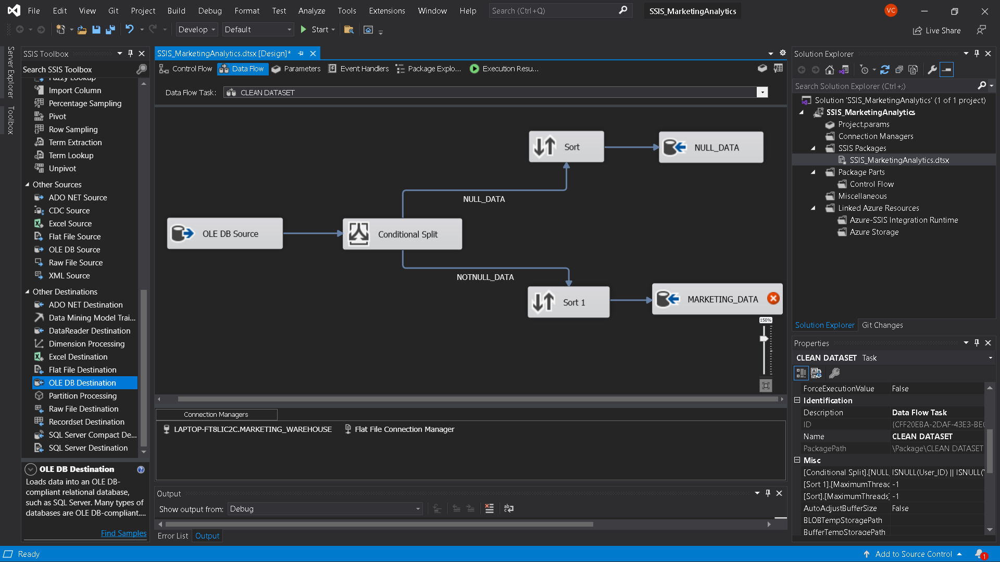 File Edit View Git Project Build Debug Format Test Analyze Tools Extensions Window Help Search (Ctrl+Q) SSIS_MarketingAnalytics VC
Develop Default Start Live Share
Server Explorer
Toolbox
SSIS Toolbox
Search SSIS Toolbox
Fuzzy Lookup
Import Column
Percentage Sampling
Pivot
Row Sampling
Term Extraction
Term Lookup
Unpivot
Other Sources
ADO NET Source
CDC Source
Excel Source
Flat File Source
OLE DB Source
Raw File Source
XML Source
Other Destinations
ADO NET Destination
Data Mining Model Trai...
DataReader Destination
Dimension Processing
Excel Destination
Flat File Destination
OLE DB Destination
Partition Processing
Raw File Destination
Recordset Destination
SQL Server Compact De...
SQL Server Destination
OLE DB Destination
Loads data into an OLE DB-
compliant relational database,
such as SQL Server. Many types of
databases are OLE DB-compliant....
Find Samples
SSIS_MarketingAnalytics.dtsx [Design]*
Control Flow Data Flow Parameters Event Handlers Package Explo... Execution Resu...
Data Flow Task: CLEAN DATASET
Sort
NULL_DATA
NULL_DATA
OLE DB Source
Conditional Split
NOTNULL_DATA
Sort 1
MARKETING_DATA
150%
Connection Managers
LAPTOP-FT8LIC2C.MARKETING_WAREHOUSE Flat File Connection Manager
Output
Show output from: Debug
Error List Output
Solution Explorer
Search Solution Explorer (Ctrl+;)
Solution 'SSIS_MarketingAnalytics' (1 of 1 project)
SSIS_MarketingAnalytics
Project.params
Connection Managers
SSIS Packages
SSIS_MarketingAnalytics.dtsx
Package Parts
Control Flow
Miscellaneous
Linked Azure Resources
Azure-SSIS Integration Runtime
Azure Storage
Solution Explorer Git Changes
Properties
CLEAN DATASET Task
ForceExecutionValue False
Identification
Description Data Flow Task
ID {CFF20EBA-2DAF-43E3-BE
Name CLEAN DATASET
PackagePath \Package\CLEAN DATASET
Misc
[Conditional Split].[NULL_ ISNULL(User_ID) || ISNULL(
[Sort 1].[MaximumThreac -1
[Sort].[MaximumThreads] -1
AutoAdjustBufferSize False
BLOBTempStoragePath
BufferTempStoragePath
Ready Add to Source Control 1